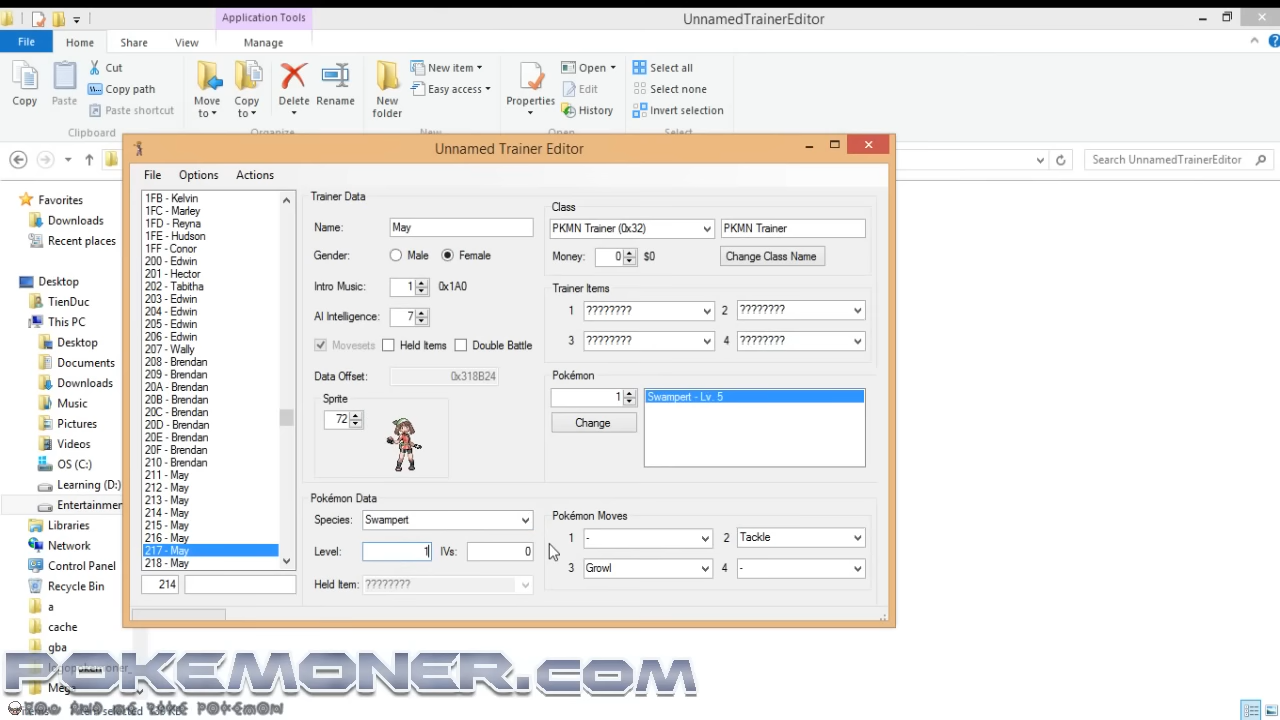 Application Tools
UnnamedTrainerEditor
File
Home
Share
View
Manage
Copy
Paste
Cut
Copy path
Paste shortcut
Clipboard
Move to
Copy to
Delete
Rename
Organize
New folder
New item
Easy access
New
Properties
Open
Edit
History
Open
Select all
Select none
Invert selection
Select
Search UnnamedTrainerEditor
Favorites
Downloads
Recent places
Desktop
TienDuc
This PC
Desktop
Documents
Downloads
Music
Pictures
Videos
OS (C:)
Learning (D:)
Entertainmer
Libraries
Network
Control Panel
Recycle Bin
a
cache
gba
logopokemoner_
Mega
Unnamed Trainer Editor
File
Options
Actions
1FB - Kelvin
1FC - Marley
1FD - Reyna
1FE - Hudson
1FF - Conor
200 - Edwin
201 - Hector
202 - Tabitha
203 - Edwin
204 - Edwin
205 - Edwin
206 - Edwin
207 - Wally
208 - Brendan
209 - Brendan
20A - Brendan
20B - Brendan
20C - Brendan
20D - Brendan
20E - Brendan
20F - Brendan
210 - Brendan
211 - May
212 - May
213 - May
214 - May
215 - May
216 - May
217 - May
218 - May
214
Trainer Data
Name:
May
Gender:
Male
Female
Intro Music:
1
0x1A0
AI Intelligence:
7
Movesets
Held Items
Double Battle
Data Offset:
0x318B24
Sprite
72
Class
PKMN Trainer (0x32)
PKMN Trainer
Money:
0
$0
Change Class Name
Trainer Items
1
????????
2
????????
3
????????
4
????????
Pokémon
1
Change
Swampert - Lv. 5
Pokémon Data
Species:
Swampert
Level:
1
IVs:
0
Held Item:
????????
Pokémon Moves
1
-
2
Tackle
3
Growl
4
-
POKEMONER.COM